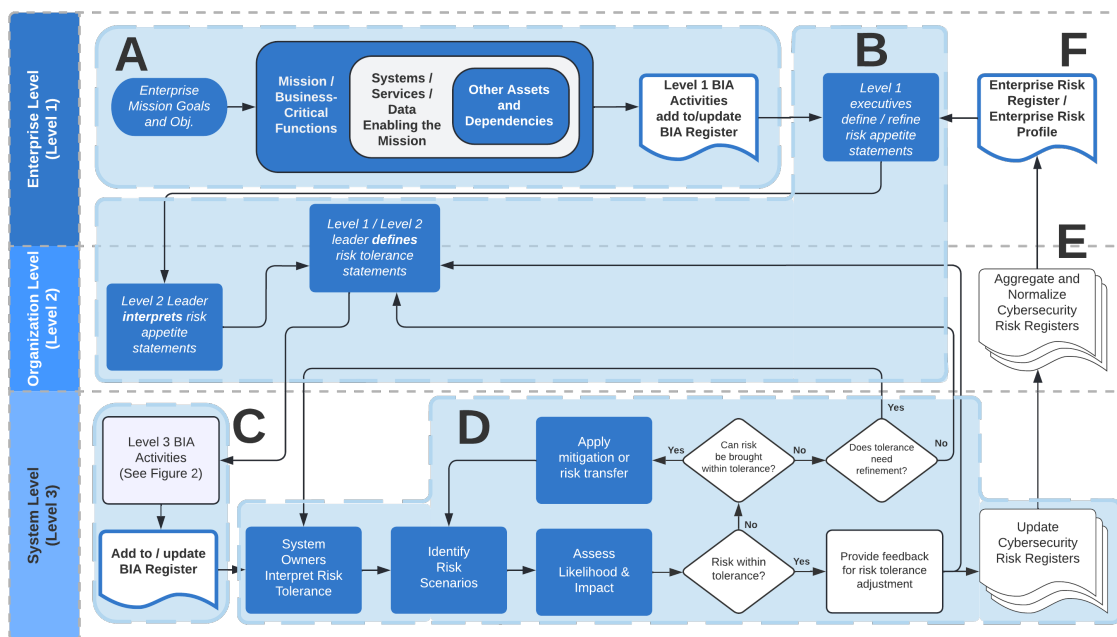 Enterprise Level
(Level 1)
A
Enterprise
Mission Goals
and Obj.
Mission /
Business-
Critical
Functions
Systems /
Services /
Data
Enabling the
Mission
Other Assets
and
Dependencies
Level 1 BIA
Activities
add to/update
BIA Register
B
Level 1
executives
define / refine
risk appetite
statements
F
Enterprise Risk
Register /
Enterprise Risk
Profile
Organization Level
(Level 2)
Level 2 Leader
interprets risk
appetite
statements
Level 1 / Level 2
leader defines
risk tolerance
statements
E
Aggregate and
Normalize
Cybersecurity
Risk Registers
System Level
(Level 3)
C
Level 3 BIA
Activities
(See Figure 2)
Add to / update
BIA Register
D
System
Owners
Interpret Risk
Tolerance
Identify
Risk
Scenarios
Apply
mitigation or
risk transfer
Assess
Likelihood &
Impact
Yes
Can risk
be brought
within tolerance?
No
Does tolerance
need
refinement?
Yes
No
No
Risk within
tolerance?
Yes
Provide feedback
for risk tolerance
adjustment
Update
Cybersecurity
Risk Registers